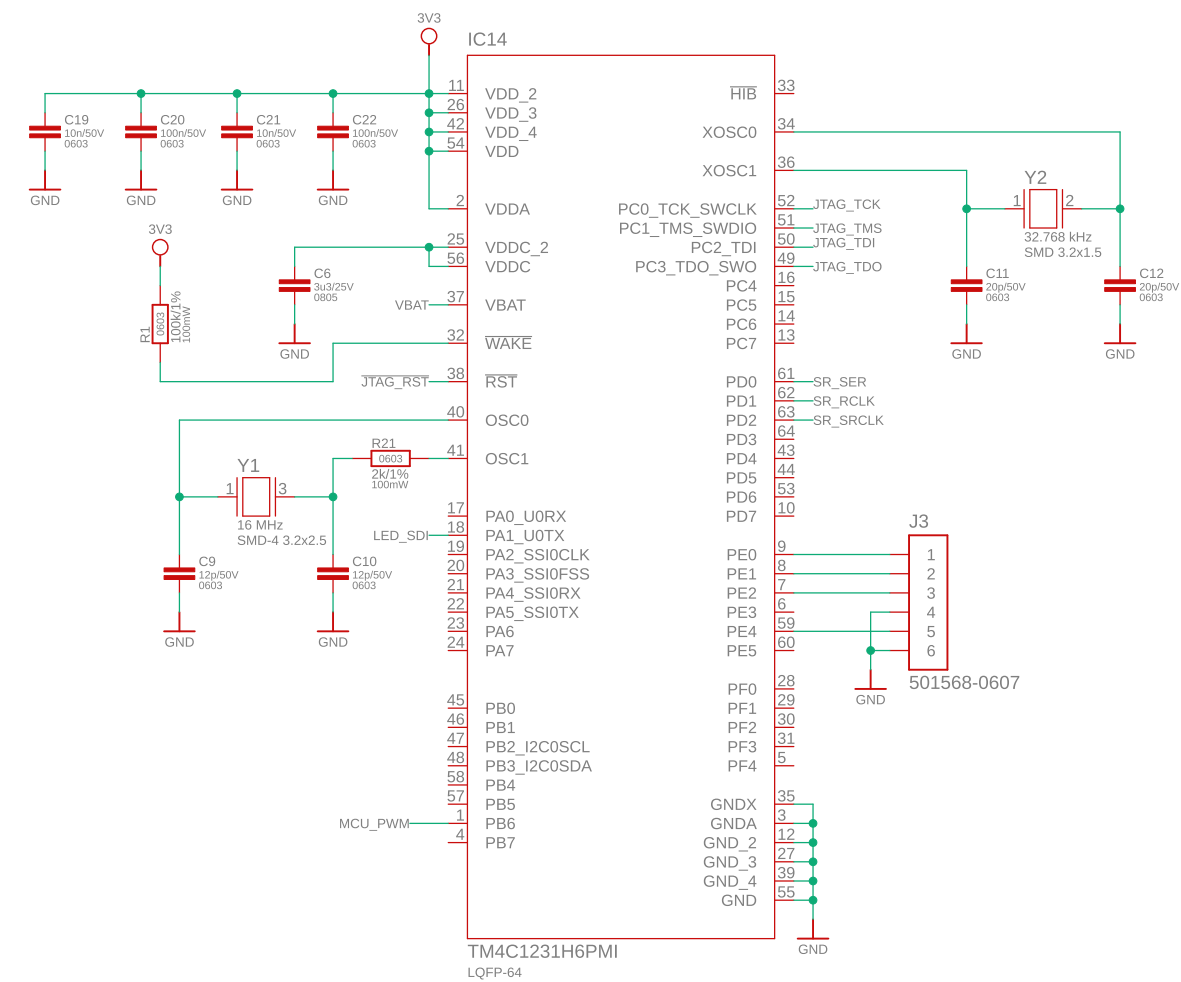 3V3
IC14
C19
10n/50V
0603
GND
C20
100n/50V
0603
GND
C21
10n/50V
0603
GND
C22
100n/50V
0603
GND
11 VDD_2
26 VDD_3
42 VDD_4
54 VDD
2 VDDA
25 VDDC_2
56 VDDC
C6
3u3/25V
0805
GND
3V3
R1
0603
100k/1%
100mW
VBAT 37 VBAT
32 WAKE
JTAG_RST 38 RST
40 OSC0
41 OSC1
R21
0603
2k/1%
100mW
Y1
1 3
16 MHz
SMD-4 3.2x2.5
C9
12p/50V
0603
GND
C10
12p/50V
0603
GND
17 PA0_U0RX
LED_SDI 18 PA1_U0TX
19 PA2_SSI0CLK
20 PA3_SSI0FSS
21 PA4_SSI0RX
22 PA5_SSI0TX
23 PA6
24 PA7
45 PB0
46 PB1
47 PB2_I2C0SCL
48 PB3_I2C0SDA
58 PB4
57 PB5
MCU_PWM 1 PB6
4 PB7
HIB 33
XOSC0 34
XOSC1 36
PC0_TCK_SWCLK 52 JTAG_TCK
PC1_TMS_SWDIO 51 JTAG_TMS
PC2_TDI 50 JTAG_TDI
PC3_TDO_SWO 49 JTAG_TDO
PC4 16
PC5 15
PC6 14
PC7 13
PD0 61 SR_SER
PD1 62 SR_RCLK
PD2 63 SR_SRCLK
PD3 64
PD4 43
PD5 44
PD6 53
PD7 10
PE0 9
PE1 8
PE2 7
PE3 6
PE4 59
PE5 60
PF0 28
PF1 29
PF2 30
PF3 31
PF4 5
GNDX 35
GNDA 3
GND_2 12
GND_3 27
GND_4 39
GND 55
GND
Y2
1 2
32.768 kHz
SMD 3.2x1.5
C11
20p/50V
0603
GND
C12
20p/50V
0603
GND
J3
1
2
3
4
5
6
501568-0607
GND
TM4C1231H6PMI
LQFP-64